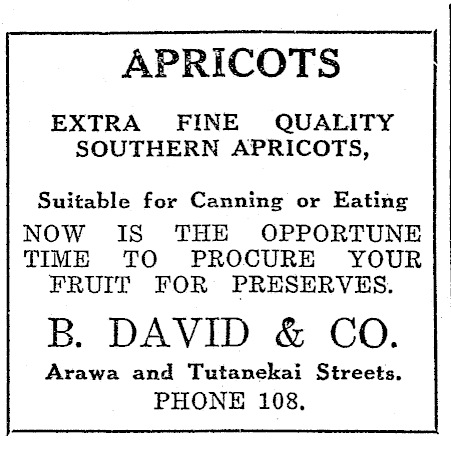 APRICOTS
EXTRA FINE QUALITY
SOUTHERN APRICOTS,
Suitable for Canning or Eating
NOW IS THE OPPORTUNE
TIME TO PROCURE YOUR
FRUIT FOR PRESERVES.
B. DAVID & CO.
Arawa and Tutanekai Streets.
PHONE 108.